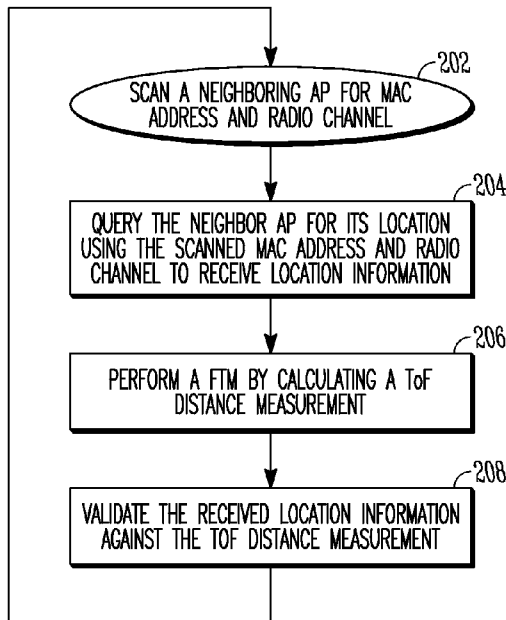 202
SCAN A NEIGHBORING AP FOR MAC
ADDRESS AND RADIO CHANNEL
204
QUERY THE NEIGHBOR AP FOR ITS LOCATION
USING THE SCANNED MAC ADDRESS AND RADIO
CHANNEL TO RECEIVE LOCATION INFORMATION
206
PERFORM A FTM BY CALCULATING A ToF
DISTANCE MEASUREMENT
208
VALIDATE THE RECEIVED LOCATION INFORMATION
AGAINST THE TOF DISTANCE MEASUREMENT